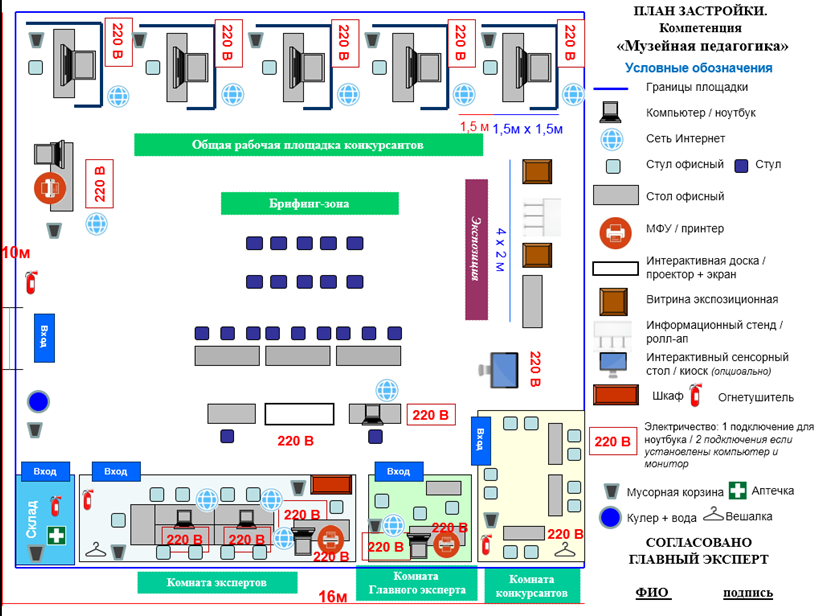 ПЛАН ЗАСТРОЙКИ.
Компетенция
«Музейная педагогика»
Условные обозначения
Границы площадки
Компьютер / ноутбук
Сеть Интернет
Стул офисный
Стул
Стол офисный
МФУ / принтер
Интерактивная доска /
проектор + экран
Витрина экспозиционная
Информационный стенд /
ролл-ап
Интерактивный сенсорный
стол / киоск (опциоально)
Шкаф
Огнетушитель
220 В
Электричество: 1 подключение для
ноутбука / 2 подключения если
установлены компьютер и
монитор
Мусорная корзина
Аптечка
Кулер + вода
Вешалка
СОГЛАСОВАНО
ГЛАВНЫЙ ЭКСПЕРТ
ФИО
подпись
220 В
220 В
220 В
220 В
220 В
1,5 м
1,5м х 1,5м
Общая рабочая площадка конкурсантов
220 В
Брифинг-зона
Экспозиция
4 х 2 м
10м
Вход
220 В
220 В
220 В
Вход
Вход
Вход
Вход
Склад
220 В
220 В
220 В
220 В
220 В
220 В
220 В
Комната экспертов
Комната
Главного эксперта
Комната
конкурсантов
16м